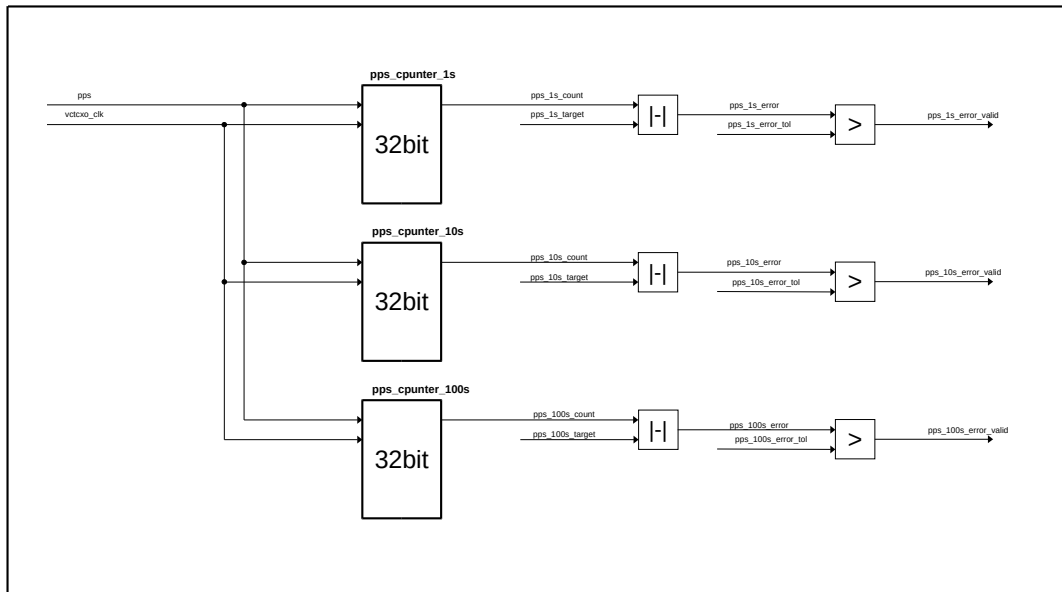 pps_cpunter_1s
pps
vctcxo_clk
32bit
pps_1s_count
pps_1s_target
|-|
pps_1s_error
pps_1s_error_tol
>
pps_1s_error_valid
pps_cpunter_10s
32bit
pps_10s_count
pps_10s_target
|-|
pps_10s_error
pps_10s_error_tol
>
pps_10s_error_valid
pps_cpunter_100s
32bit
pps_100s_count
pps_100s_target
|-|
pps_100s_error
pps_100s_error_tol
>
pps_100s_error_valid